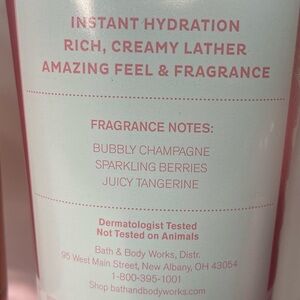 INSTANT HYDRATION
RICH, CREAMY LATHER
AMAZING FEEL & FRAGRANCE
FRAGRANCE NOTES:
BUBBLY CHAMPAGNE
SPARKLING BERRIES
JUICY TANGERINE
Dermatologist Tested
Not Tested on Animals
Bath & Body Works, Distr.
95 West Main Street, New Albany, OH 43054
1-800-395-1001
Shop bathandbodyworks.com